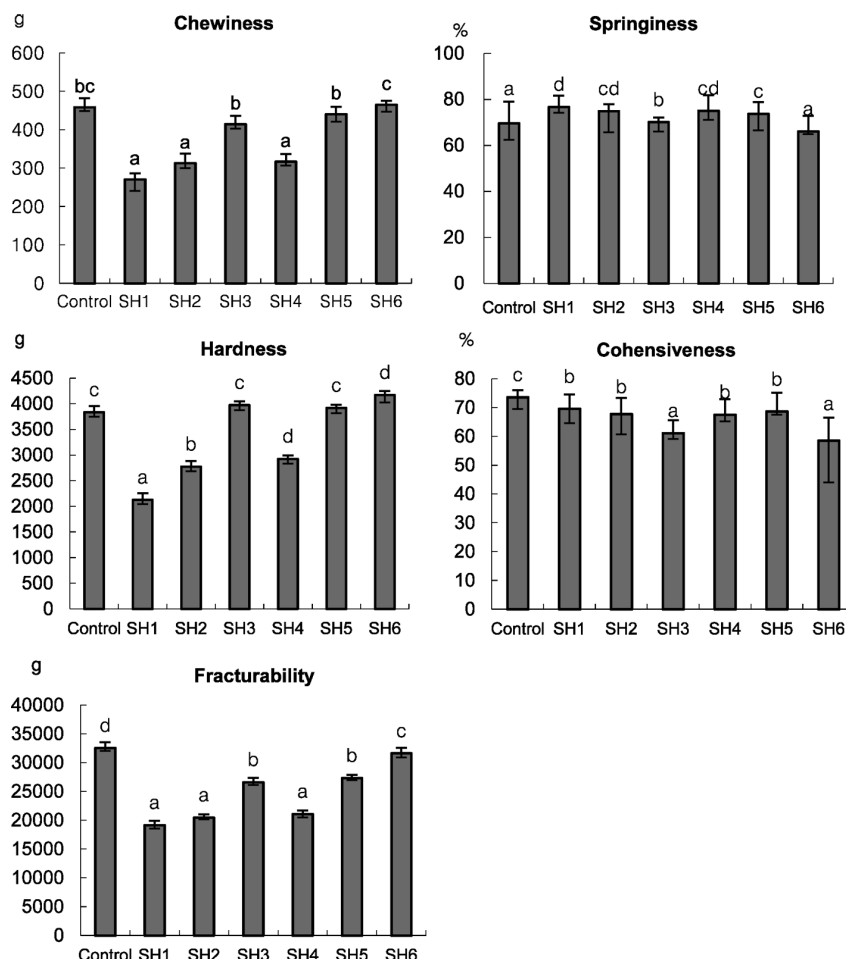 g
Chewiness
600
500
400
300
200
100
0
bc
a
a
b
a
b
c
Control SH1 SH2 SH3 SH4 SH5 SH6
%
Springiness
100
80
60
40
20
0
a
d
cd
b
cd
c
a
Control SH1 SH2 SH3 SH4 SH5 SH6
g
Hardness
4500
4000
3500
3000
2500
2000
1500
1000
500
0
c
a
b
c
d
c
d
Control SH1 SH2 SH3 SH4 SH5 SH6
%
Cohensiveness
80
70
60
50
40
30
20
10
0
c
b
b
a
b
b
a
Control SH1 SH2 SH3 SH4 SH5 SH6
g
Fracturability
40000
35000
30000
25000
20000
15000
10000
5000
0
d
a
a
b
a
b
c
Control SH1 SH2 SH3 SH4 SH5 SH6